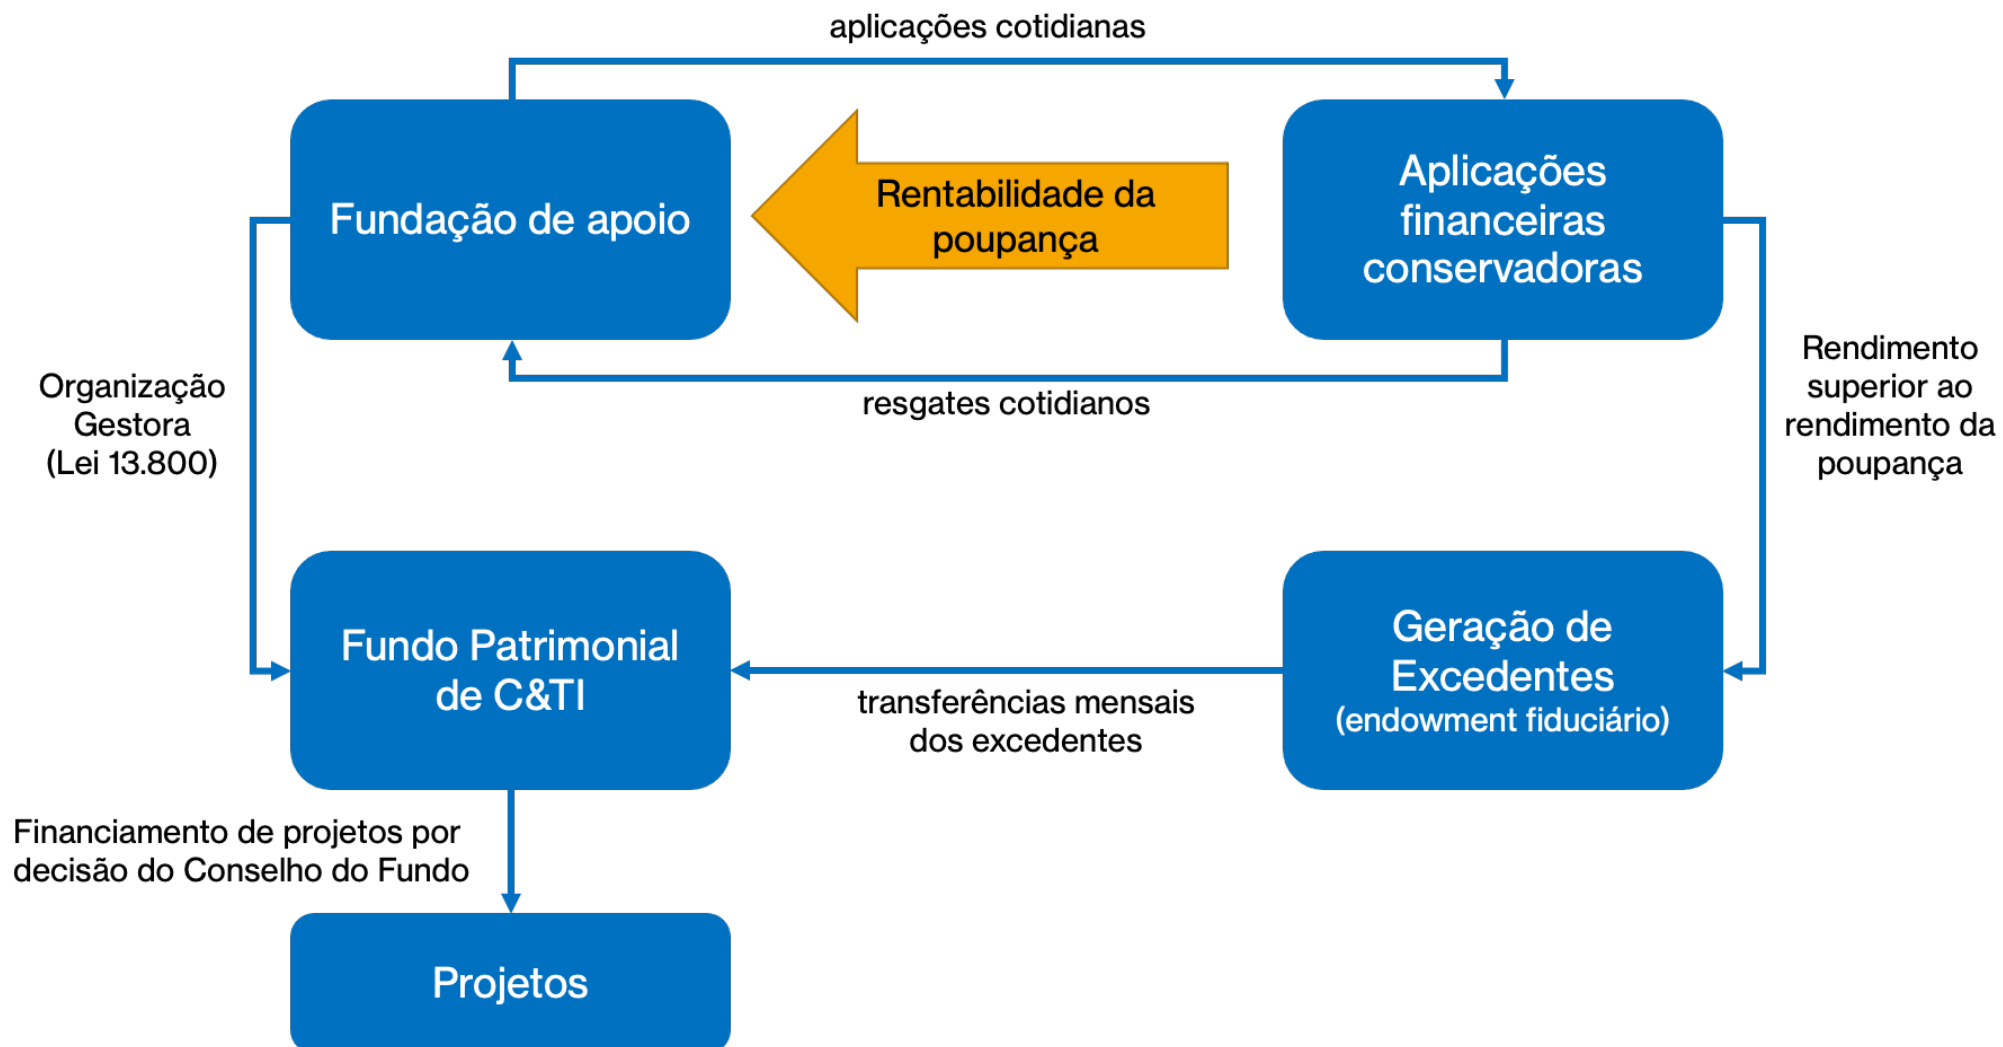 aplicações cotidianas
Fundação de apoio
Rentabilidade da
poupança
Aplicações
financeiras
conservadoras
resgates cotidianos
Organização
Gestora
(Lei 13.800)
Rendimento
superior ao
rendimento da
poupança
Fundo Patrimonial
de C&TI
transferências mensais
dos excedentes
Geração de
Excedentes
(endowment fiduciário)
Financiamento de projetos por
decisão do Conselho do Fundo
Projetos